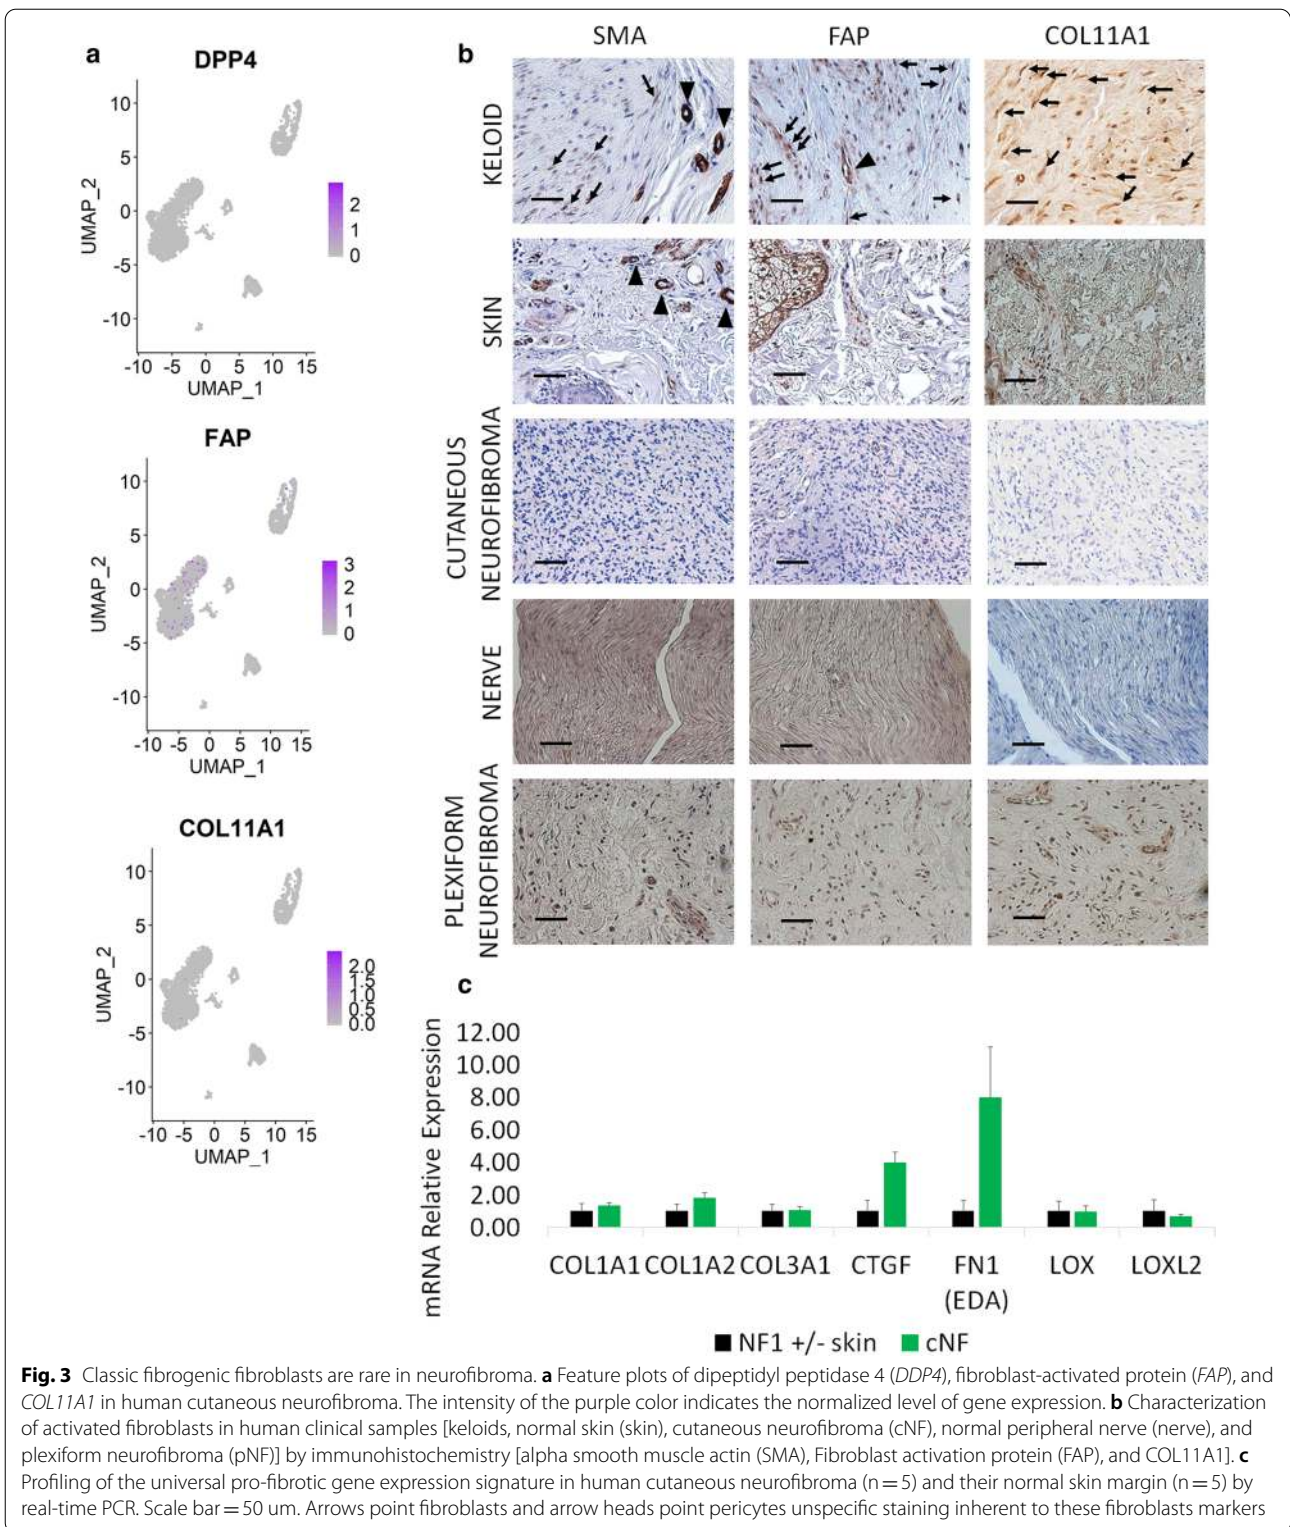 a
DPP4
10
5
0
-5
-10
UMAP_2
-10 -5 0 5 10 15
UMAP_1
2
1
0
FAP
10
5
0
-5
-10
UMAP_2
-10 -5 0 5 10 15
UMAP_1
3
2
1
0
COL11A1
10
5
0
-5
-10
UMAP_2
-10 -5 0 5 10 15
UMAP_1
2.0
1.5
1.0
0.5
0.0
b
SMA FAP COL11A1
KELOID
SKIN
CUTANEOUS
NEUROFIBROMA
NERVE
PLEXIFORM
NEUROFIBROMA
c
mRNA Relative Expression
12.00
10.00
8.00
6.00
4.00
2.00
0.00
COL1A1 COL1A2 COL3A1 CTGF FN1 LOX LOXL2
(EDA)
NF1 +/- skin cNF
Fig. 3 Classic fibrogenic fibroblasts are rare in neurofibroma. a Feature plots of dipeptidyl peptidase 4 (DDP4), fibroblast-activated protein (FAP), and
COL11A1 in human cutaneous neurofibroma. The intensity of the purple color indicates the normalized level of gene expression. b Characterization
of activated fibroblasts in human clinical samples [keloids, normal skin (skin), cutaneous neurofibroma (cNF), normal peripheral nerve (nerve), and
plexiform neurofibroma (pNF)] by immunohistochemistry [alpha smooth muscle actin (SMA), Fibroblast activation protein (FAP), and COL11A1]. c
Profiling of the universal pro-fibrotic gene expression signature in human cutaneous neurofibroma (n = 5) and their normal skin margin (n = 5) by
real-time PCR. Scale bar = 50 um. Arrows point fibroblasts and arrow heads point pericytes unspecific staining inherent to these fibroblasts markers